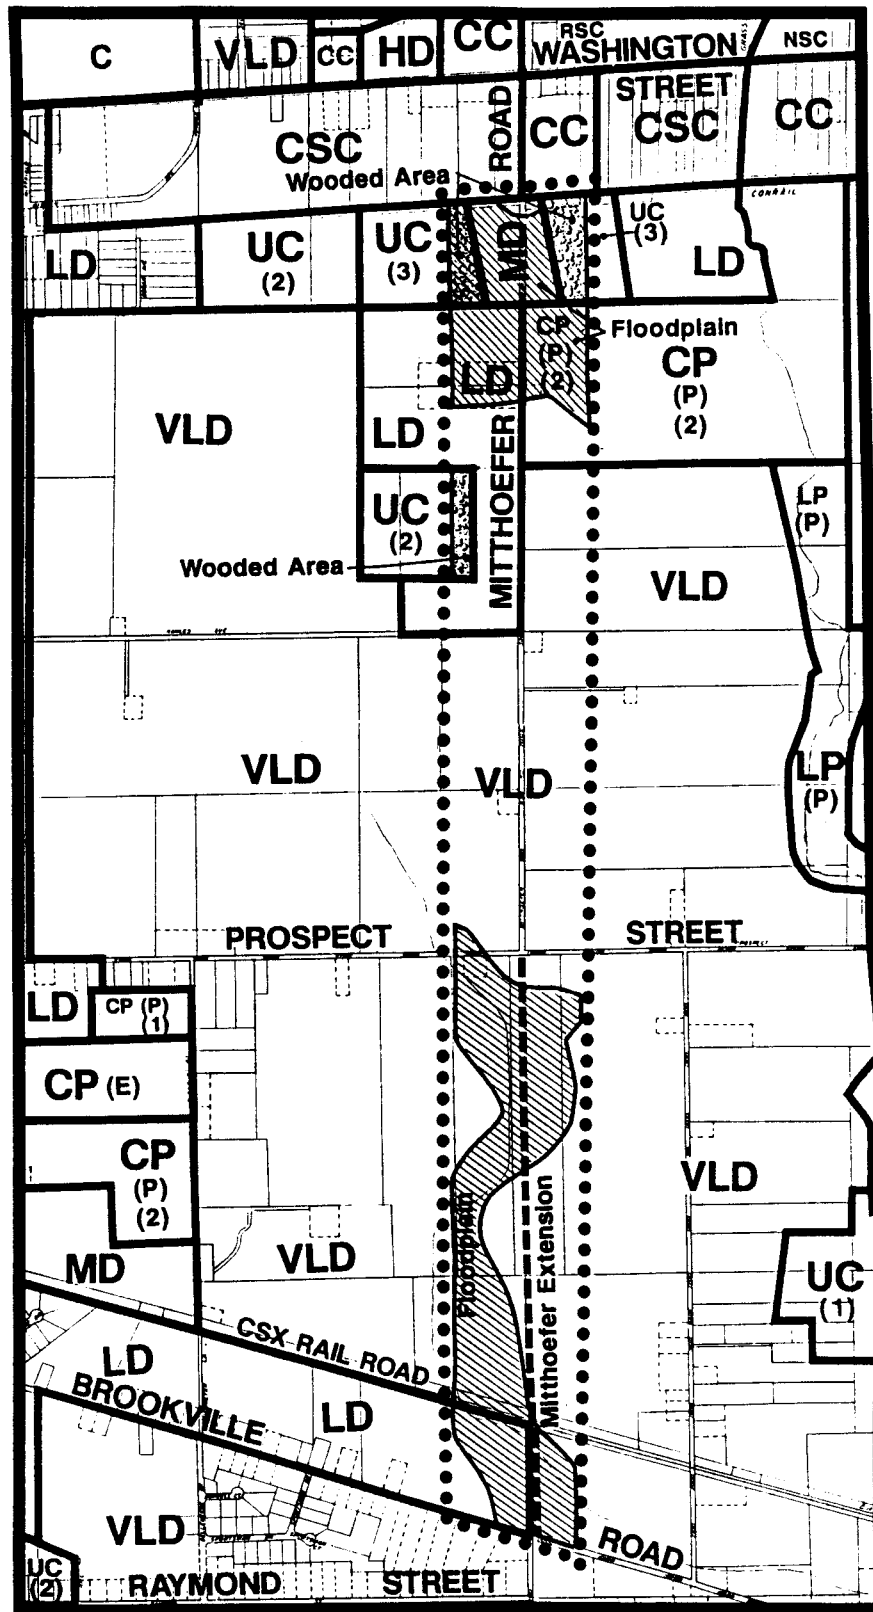 C
VLD
CC
HD
CC
RSC
WASHINGTON
NSC
STREET
ROAD
CSC
CC
CSC
CC
Wooded Area
CONRAIL
LD
UC
(2)
UC
(3)
MD
UC
(3)
LD
CP
(P)
(2)
Floodplain
CP
(P)
(2)
VLD
LD
LD
MITTHOEFER
UC
(2)
LP
(P)
Wooded Area
VLD
VLD
VLD
LP
(P)
PROSPECT
STREET
LD
CP (P)
(1)
CP (E)
CP
(P)
(2)
VLD
MD
VLD
Floodplain
Mitthoefer Extension
UC
(1)
CSX RAIL ROAD
LD
BROOKVILLE
LD
VLD
ROAD
UC
(2)
RAYMOND
STREET